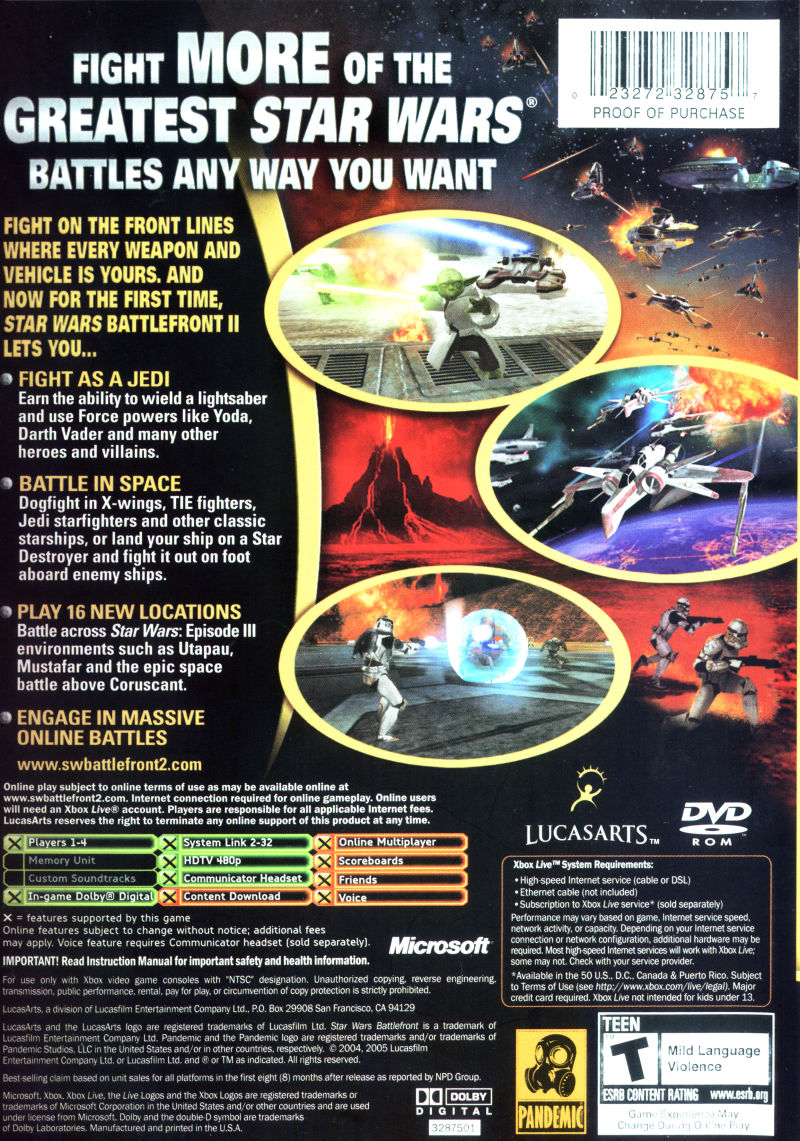 FIGHT MORE OF THE
GREATEST STAR WARS®
BATTLES ANY WAY YOU WANT
0 23272 32875 7
PROOF OF PURCHASE
FIGHT ON THE FRONT LINES
WHERE EVERY WEAPON AND
VEHICLE IS YOURS. AND
NOW FOR THE FIRST TIME,
STAR WARS BATTLEFRONT II
LETS YOU...
FIGHT AS A JEDI
Earn the ability to wield a lightsaber
and use Force powers like Yoda,
Darth Vader and many other
heroes and villains.
BATTLE IN SPACE
Dogfight in X-wings, TIE fighters,
Jedi starfighters and other classic
starships, or land your ship on a Star
Destroyer and fight it out on foot
aboard enemy ships.
PLAY 16 NEW LOCATIONS
Battle across Star Wars: Episode III
environments such as Utapau,
Mustafar and the epic space
battle above Coruscant.
ENGAGE IN MASSIVE
ONLINE BATTLES
www.swbattlefront2.com
Online play subject to online terms of use as may be available online at
www.swbattlefront2.com. Internet connection required for online gameplay. Online users
will need an Xbox Live® account. Players are responsible for all applicable Internet fees.
LucasArts reserves the right to terminate any online support of this product at any time.
Players 1-4
System Link 2-32
Online Multiplayer
Memory Unit
HDTV 480p
Scoreboards
Custom Soundtracks
Communicator Headset
Friends
In-game Dolby® Digital
Content Download
Voice
X = features supported by this game
Online features subject to change without notice; additional fees
may apply. Voice feature requires Communicator headset (sold separately).
Microsoft®
IMPORTANT! Read Instruction Manual for important safety and health information.
For use only with Xbox video game consoles with "NTSC" designation. Unauthorized copying, reverse engineering,
transmission, public performance, rental, pay for play, or circumvention of copy protection is strictly prohibited.
LucasArts, a division of Lucasfilm Entertainment Company Ltd., P.O. Box 29908 San Francisco, CA 94129
LucasArts and the LucasArts logo are registered trademarks of Lucasfilm Ltd. Star Wars Battlefront is a trademark of
Lucasfilm Entertainment Company Ltd. Pandemic and the Pandemic logo are registered trademarks and/or trademarks of
Pandemic Studios, LLC in the United States and/or in other countries, respectively. © 2004, 2005 Lucasfilm
Entertainment Company Ltd. or Lucasfilm Ltd. and ® or TM as indicated. All rights reserved.
Best-selling claim based on unit sales for all platforms in the first eight (8) months after release as reported by NPD Group.
Microsoft, Xbox, Xbox Live, the Live Logos and the Xbox Logos are registered trademarks or
trademarks of Microsoft Corporation in the United States and/or other countries and are used
under license from Microsoft. Dolby and the double-D symbol are trademarks
of Dolby Laboratories. Manufactured and printed in the U.S.A.
LUCASARTS™
DVD
ROM
Xbox Live™ System Requirements:
• High-speed Internet service (cable or DSL)
• Ethernet cable (not included)
• Subscription to Xbox Live service* (sold separately)
Performance may vary based on game, Internet service speed,
network activity, or capacity. Depending on your Internet service
connection or network configuration, additional hardware may be
required. Most high-speed Internet services will work with Xbox Live;
some may not. Check with your service provider.
*Available in the 50 U.S., D.C., Canada & Puerto Rico. Subject
to Terms of Use (see http://www.xbox.com/live/legal). Major
credit card required. Xbox Live not intended for kids under 13.
DOLBY
DIGITAL
3287501
PANDEMIC
TEEN
T
Mild Language
Violence
ESRB CONTENT RATING www.esrb.org
Game Experience May
Change During Online Play